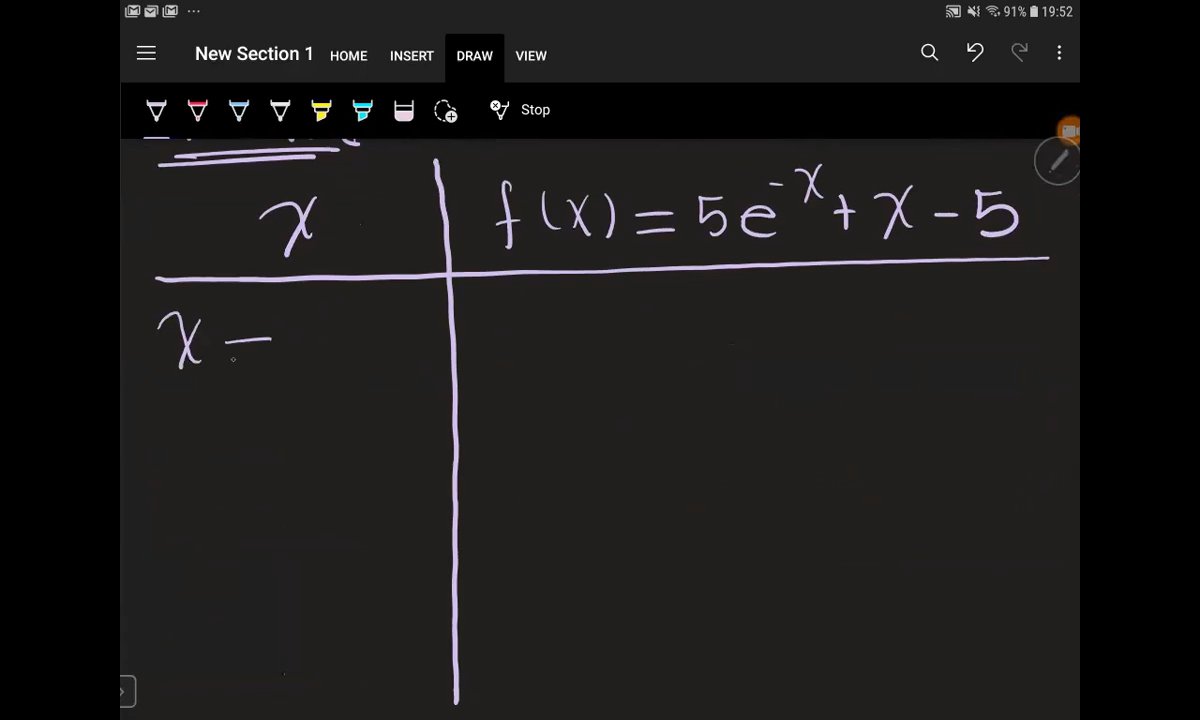 91% 19:52
New Section 1 HOME INSERT DRAW VIEW
Stop
x f(x) = 5e^{-x} + x - 5
x =